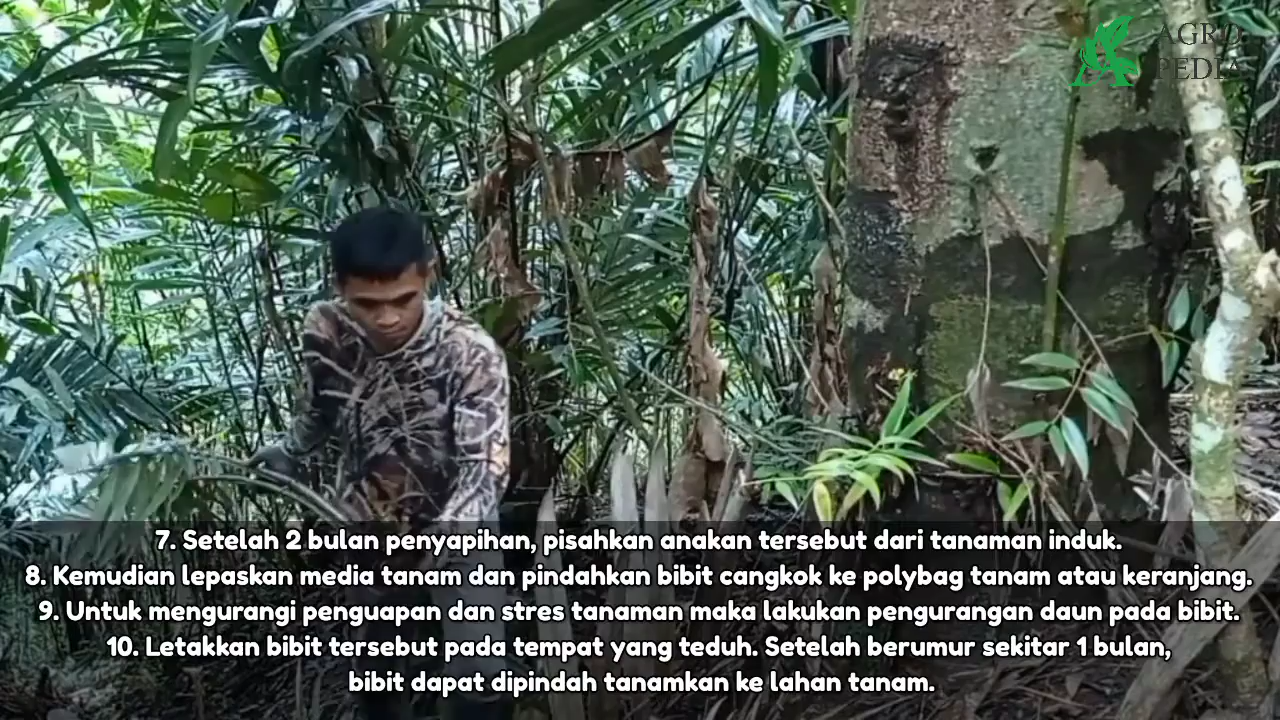 AGRO
PEDIA
7. Setelah 2 bulan penyapihan, pisahkan anakan tersebut dari tanaman induk.
8. Kemudian lepaskan media tanam dan pindahkan bibit cangkok ke polybag tanam atau keranjang.
9. Untuk mengurangi penguapan dan stres tanaman maka lakukan pengurangan daun pada bibit.
10. Letakkan bibit tersebut pada tempat yang teduh. Setelah berumur sekitar 1 bulan,
bibit dapat dipindah tanamkan ke lahan tanam.